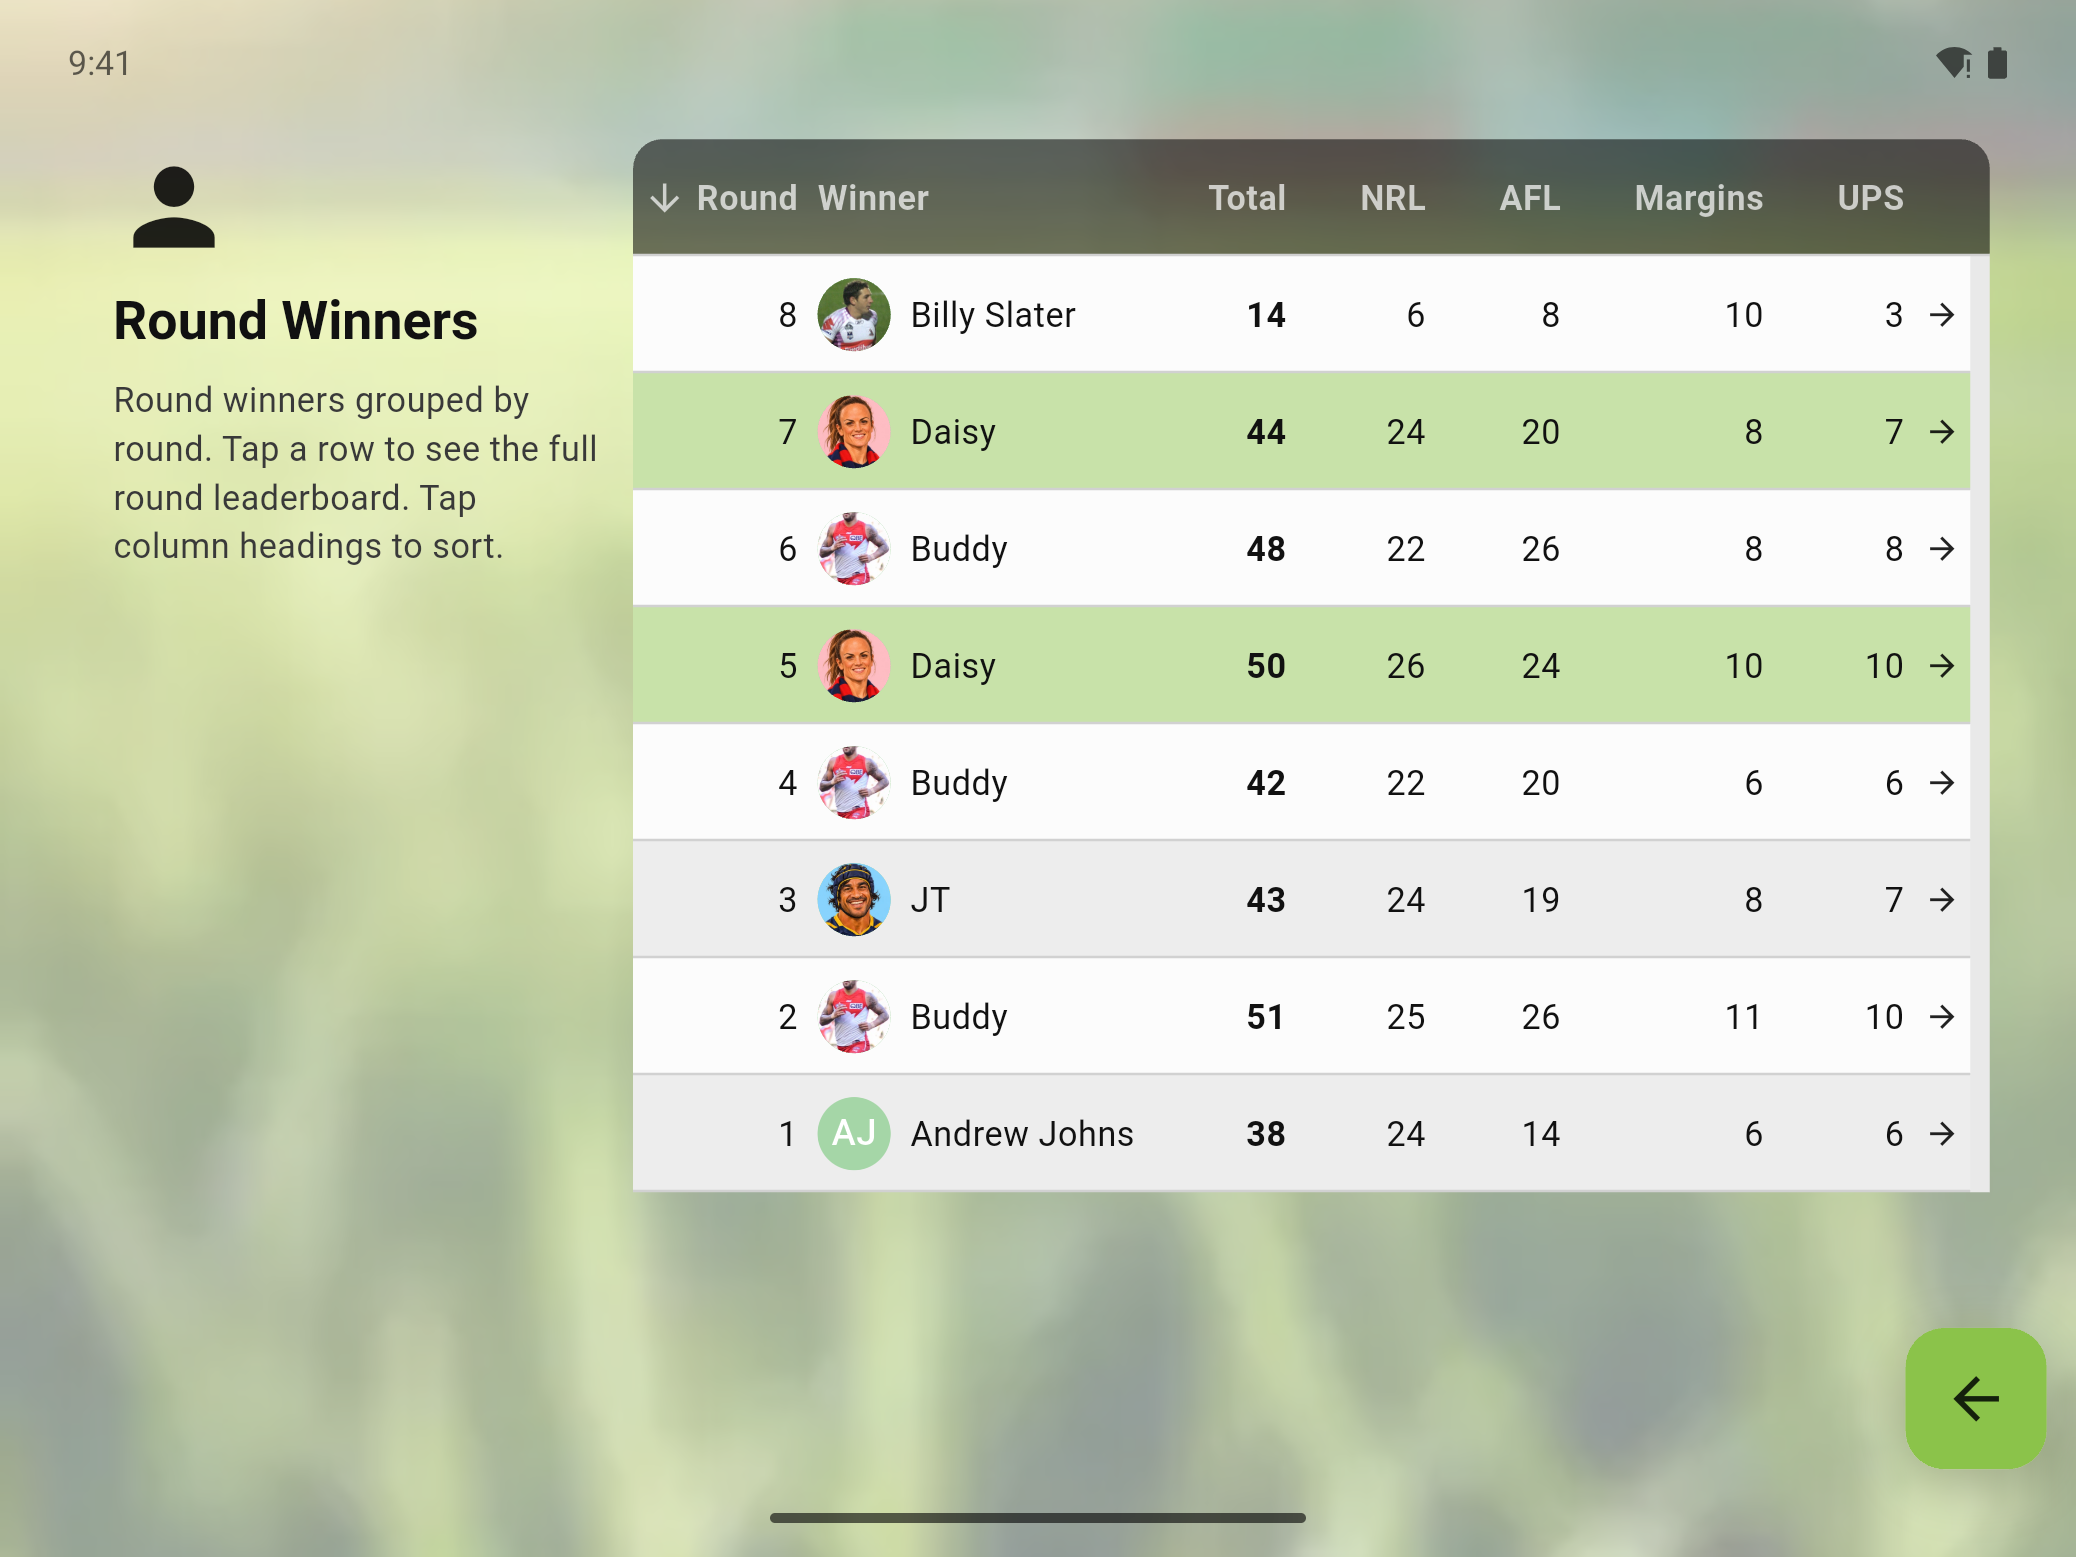 9:41
Round Winners
Round winners grouped by
round. Tap a row to see the full
round leaderboard. Tap
column headings to sort.
Round Winner Total NRL AFL Margins UPS
8 Billy Slater 14 6 8 10 3
7 Daisy 44 24 20 8 7
6 Buddy 48 22 26 8 8
5 Daisy 50 26 24 10 10
4 Buddy 42 22 20 6 6
3 JT 43 24 19 8 7
2 Buddy 51 25 26 11 10
1 AJ Andrew Johns 38 24 14 6 6